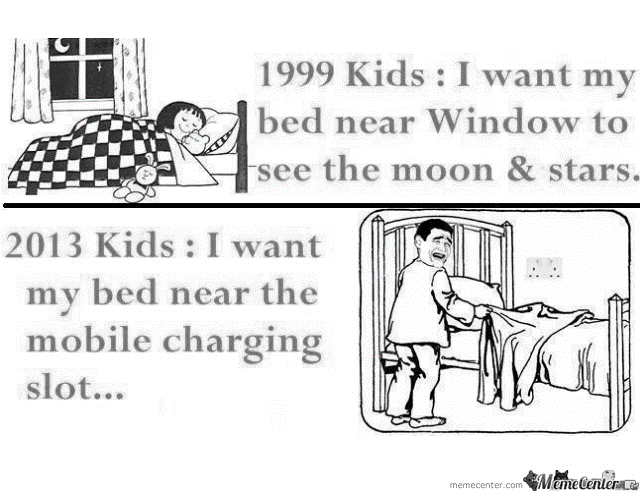 1999 Kids : I want my
bed near Window to
see the moon & stars.
2013 Kids : I want
my bed near the
mobile charging
slot...
memecenter.com MemeCenter